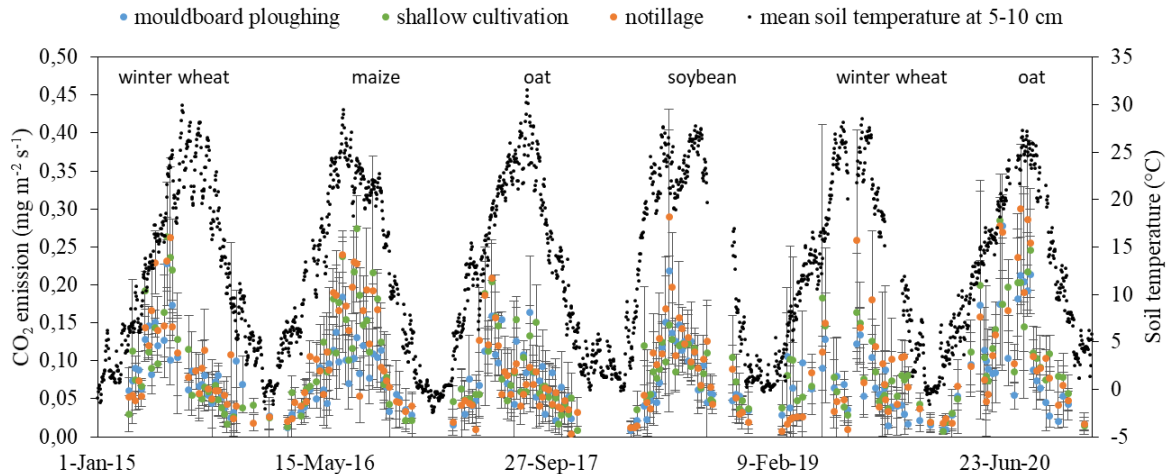 mouldboard ploughing shallow cultivation notillage mean soil temperature at 5-10 cm
0,50 35
winter wheat maize oat soybean winter wheat oat
0,45 30
0,40
0,35 25
0,30 20
0,25 15
0,20 10
0,15
0,10 5
0,05 0
0,00 -5
CO₂ emission (mg m⁻² s⁻¹)
Soil temperature (°C)
1-Jan-15 15-May-16 27-Sep-17 9-Feb-19 23-Jun-20